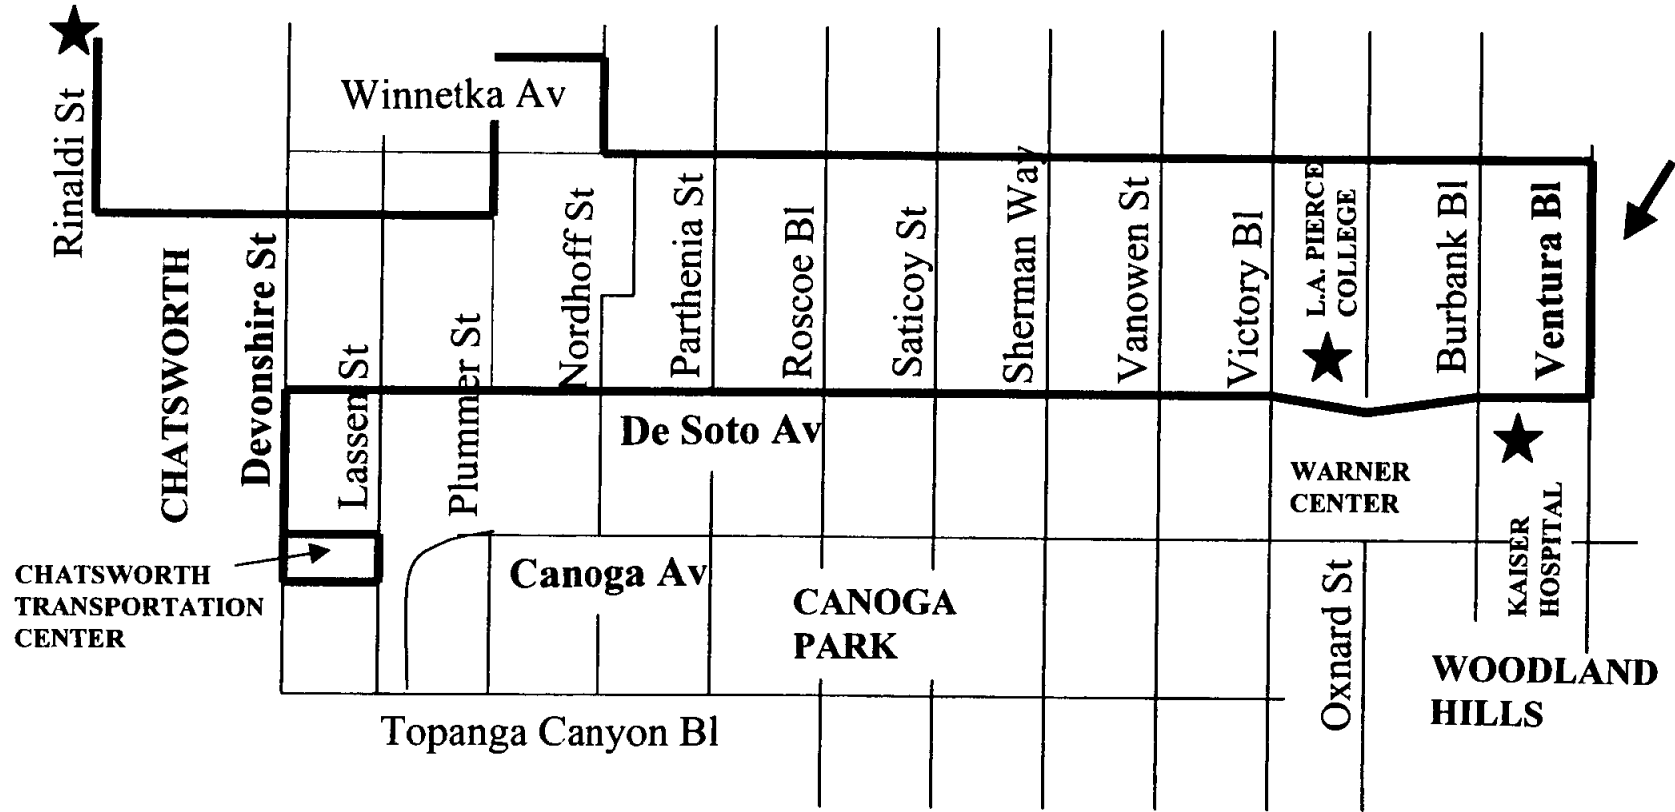 Winnetka Av
Rinaldi St
CHATSWORTH
Devonshire St
Lassen St
Plummer St
Nordhoff St
Parthenia St
Roscoe Bl
Saticoy St
Sherman Way
Vanowen St
Victory Bl
L.A. PIERCE
COLLEGE
Burbank Bl
Ventura Bl
De Soto Av
WARNER
CENTER
KAISER
HOSPITAL
CHATSWORTH
TRANSPORTATION
CENTER
Canoga Av
CANOGA
PARK
Oxnard St
WOODLAND
HILLS
Topanga Canyon Bl